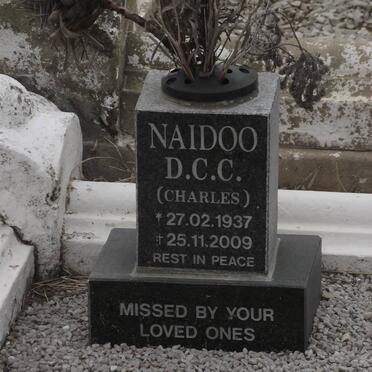 NAIDOO
D.C.C.
(CHARLES)
* 27.02.1937
† 25.11.2009
REST IN PEACE
MISSED BY YOUR
LOVED ONES